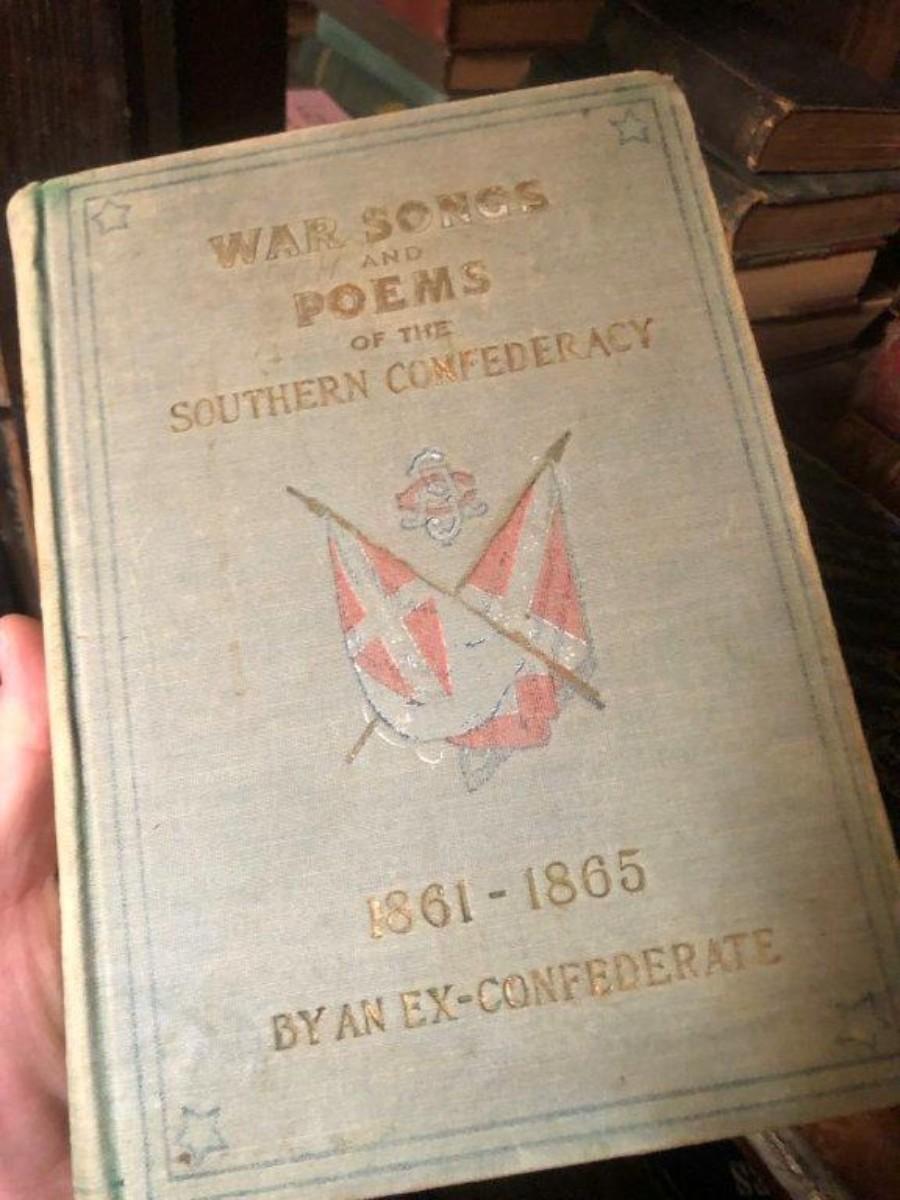 WAR SONGS
AND
POEMS
OF THE
SOUTHERN CONFEDERACY
1861 - 1865
BY AN EX-CONFEDERATE